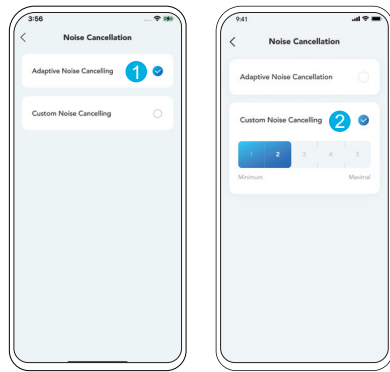 3:56
Noise Cancellation
Adaptive Noise Cancelling
1
Custom Noise Cancelling
9:41
Noise Cancellation
Adaptive Noise Cancellation
Custom Noise Cancelling
2
1 2 3 4 5
Minimum Maximal